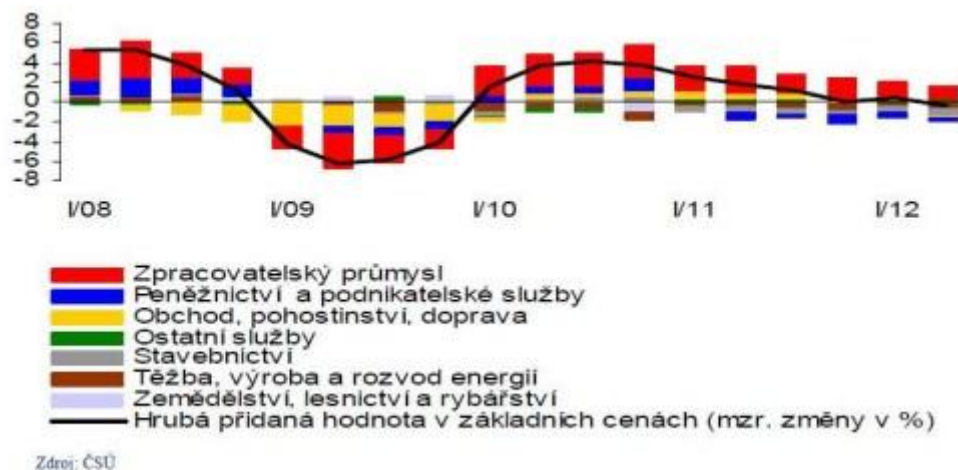 8
6
4
2
0
-2
-4
-6
-8
I/08 I/09 I/10 I/11 I/12
Zpracovatelský průmysl
Peněžnictví a podnikatelské služby
Obchod, pohostinství, doprava
Ostatní služby
Stavebnictví
Těžba, výroba a rozvod energií
Zemědělství, lesnictví a rybářství
Hrubá přidaná hodnota v základních cenách (mzr. změny v %)
Zdroj: ČSÚ